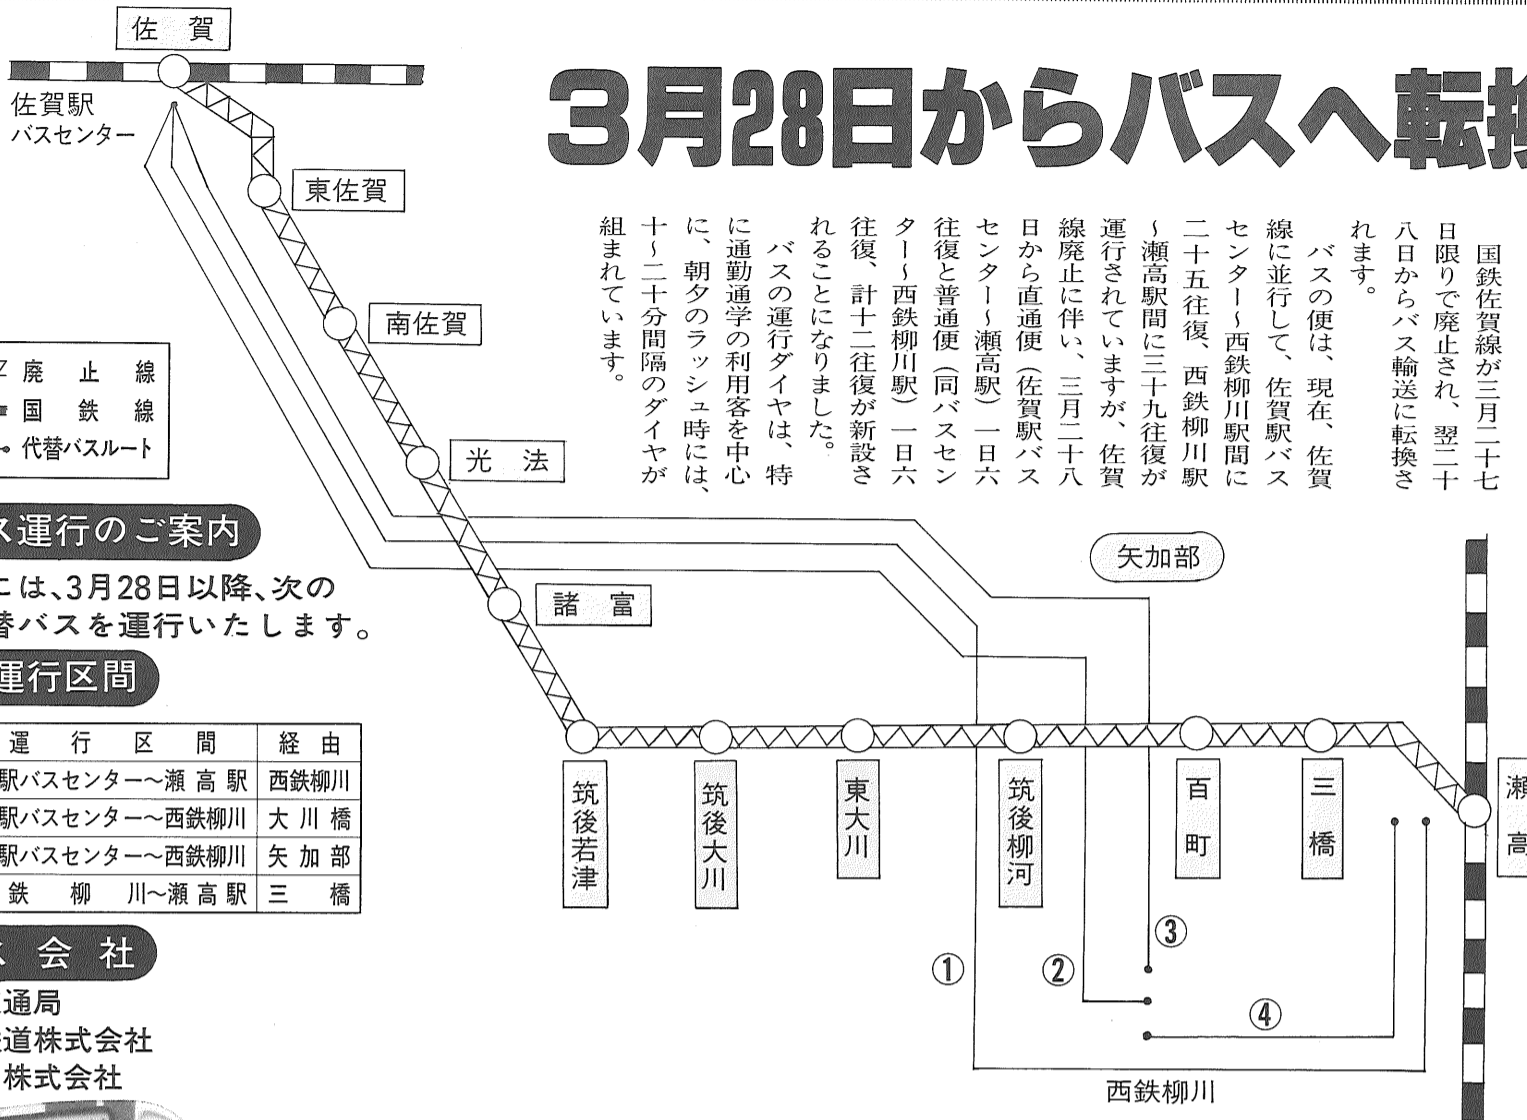 3月28日からバスへ転換
国鉄佐賀線が三月二十七
日限りで廃止され、翌二十
八日からバス輸送に転換さ
れます。
バスの便は、現在、佐賀
線に並行して、佐賀駅バス
センター～西鉄柳川駅間に
二十五往復、西鉄柳川駅
～瀬高駅間に三十九往復が
運行されていますが、佐賀
線廃止に伴い、三月二十八
日から直通便（佐賀駅バス
センター～瀬高駅）一日六
往復と普通便（同バスセン
ター～西鉄柳川駅）一日六
往復、計十二往復が新設さ
れることになりました。
バスの運行ダイヤは、特
に通勤通学の利用客を中心
に、朝夕のラッシュ時には、
十～二十分間隔のダイヤが
組まれています。
佐賀
佐賀駅
バスセンター
東佐賀
南佐賀
光法
諸富
筑後若津
筑後大川
東大川
筑後柳河
百町
三橋
瀬高
矢加部
①
②
③
④
西鉄柳川
廃止線
国鉄線
代替バスルート
ス運行のご案内
には、3月28日以降、次の
替バスを運行いたします。
運行区間
運行区間 経由
駅バスセンター～瀬高駅 西鉄柳川
駅バスセンター～西鉄柳川 大川橋
駅バスセンター～西鉄柳川 矢加部
鉄柳川～瀬高駅 三橋
会社
通局
道株式会社
株式会社